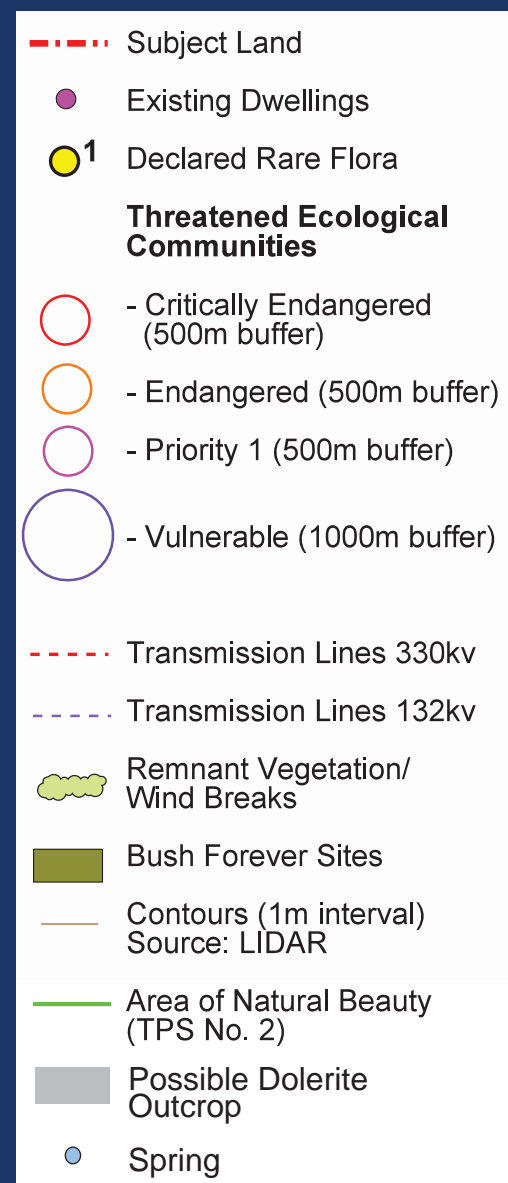 Subject Land
Existing Dwellings
1
Declared Rare Flora
Threatened Ecological
Communities
- Critically Endangered
(500m buffer)
- Endangered (500m buffer)
- Priority 1 (500m buffer)
- Vulnerable (1000m buffer)
Transmission Lines 330kv
Transmission Lines 132kv
Remnant Vegetation/
Wind Breaks
Bush Forever Sites
Contours (1m interval)
Source: LIDAR
Area of Natural Beauty
(TPS No. 2)
Possible Dolerite
Outcrop
Spring